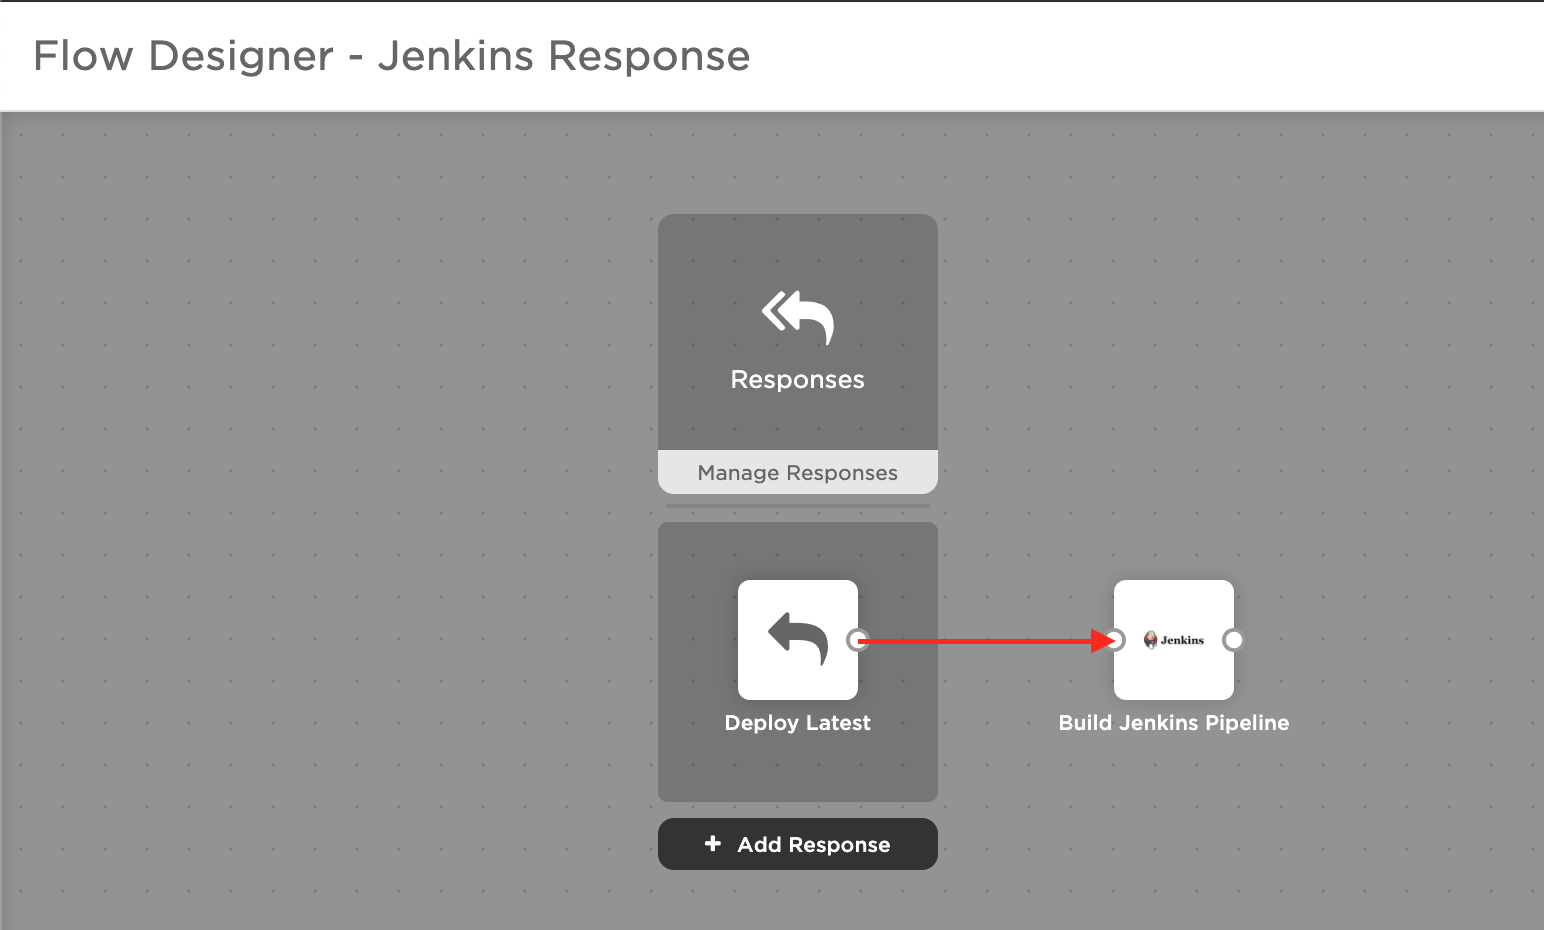 Flow Designer - Jenkins Response
Responses
Manage Responses
Jenkins
Deploy Latest
Build Jenkins Pipeline
+ Add Response